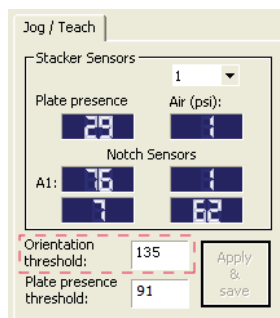 Jog / Teach
Stacker Sensors
1
Plate presence Air (psi):
29 1
Notch Sensors
A1: 76 1
7 62
Orientation
threshold: 135
Plate presence
threshold: 91
Apply
&
save